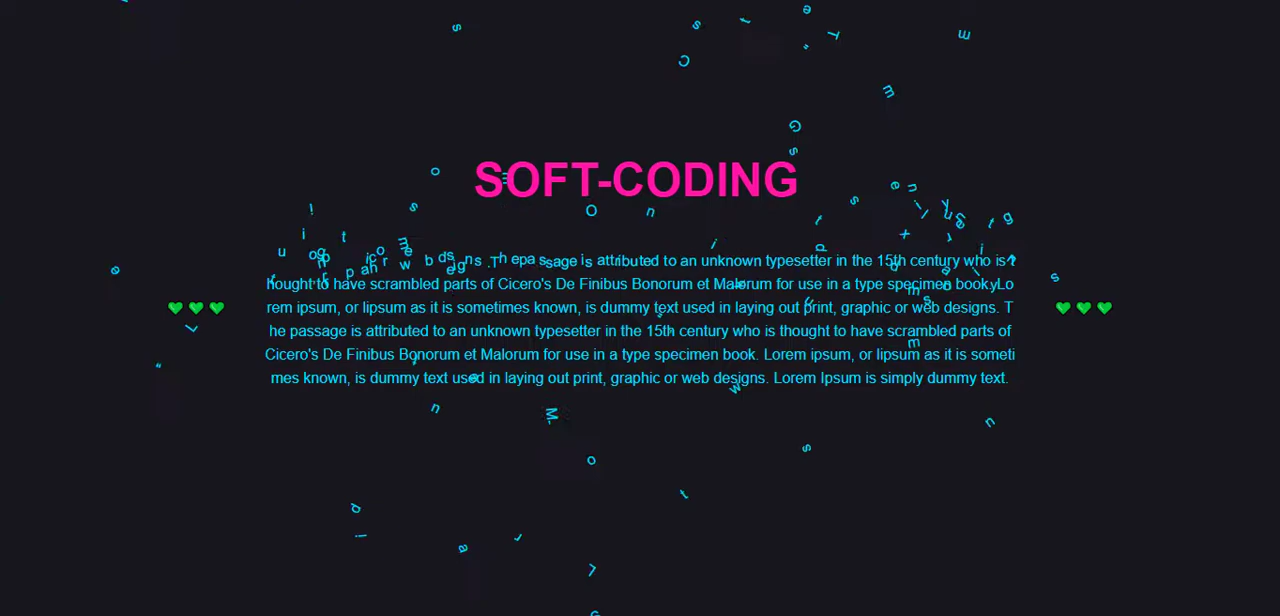 SOFT-CODING
.The passage is attributed to an unknown typesetter in the 15th century who is t
hought to have scrambled parts of Cicero's De Finibus Bonorum et Malorum for use in a type specimen book.Lo
rem ipsum, or lipsum as it is sometimes known, is dummy text used in laying out print, graphic or web designs. T
he passage is attributed to an unknown typesetter in the 15th century who is thought to have scrambled parts of
Cicero's De Finibus Bonorum et Malorum for use in a type specimen book. Lorem ipsum, or lipsum as it is someti
mes known, is dummy text used in laying out print, graphic or web designs. Lorem Ipsum is simply dummy text.